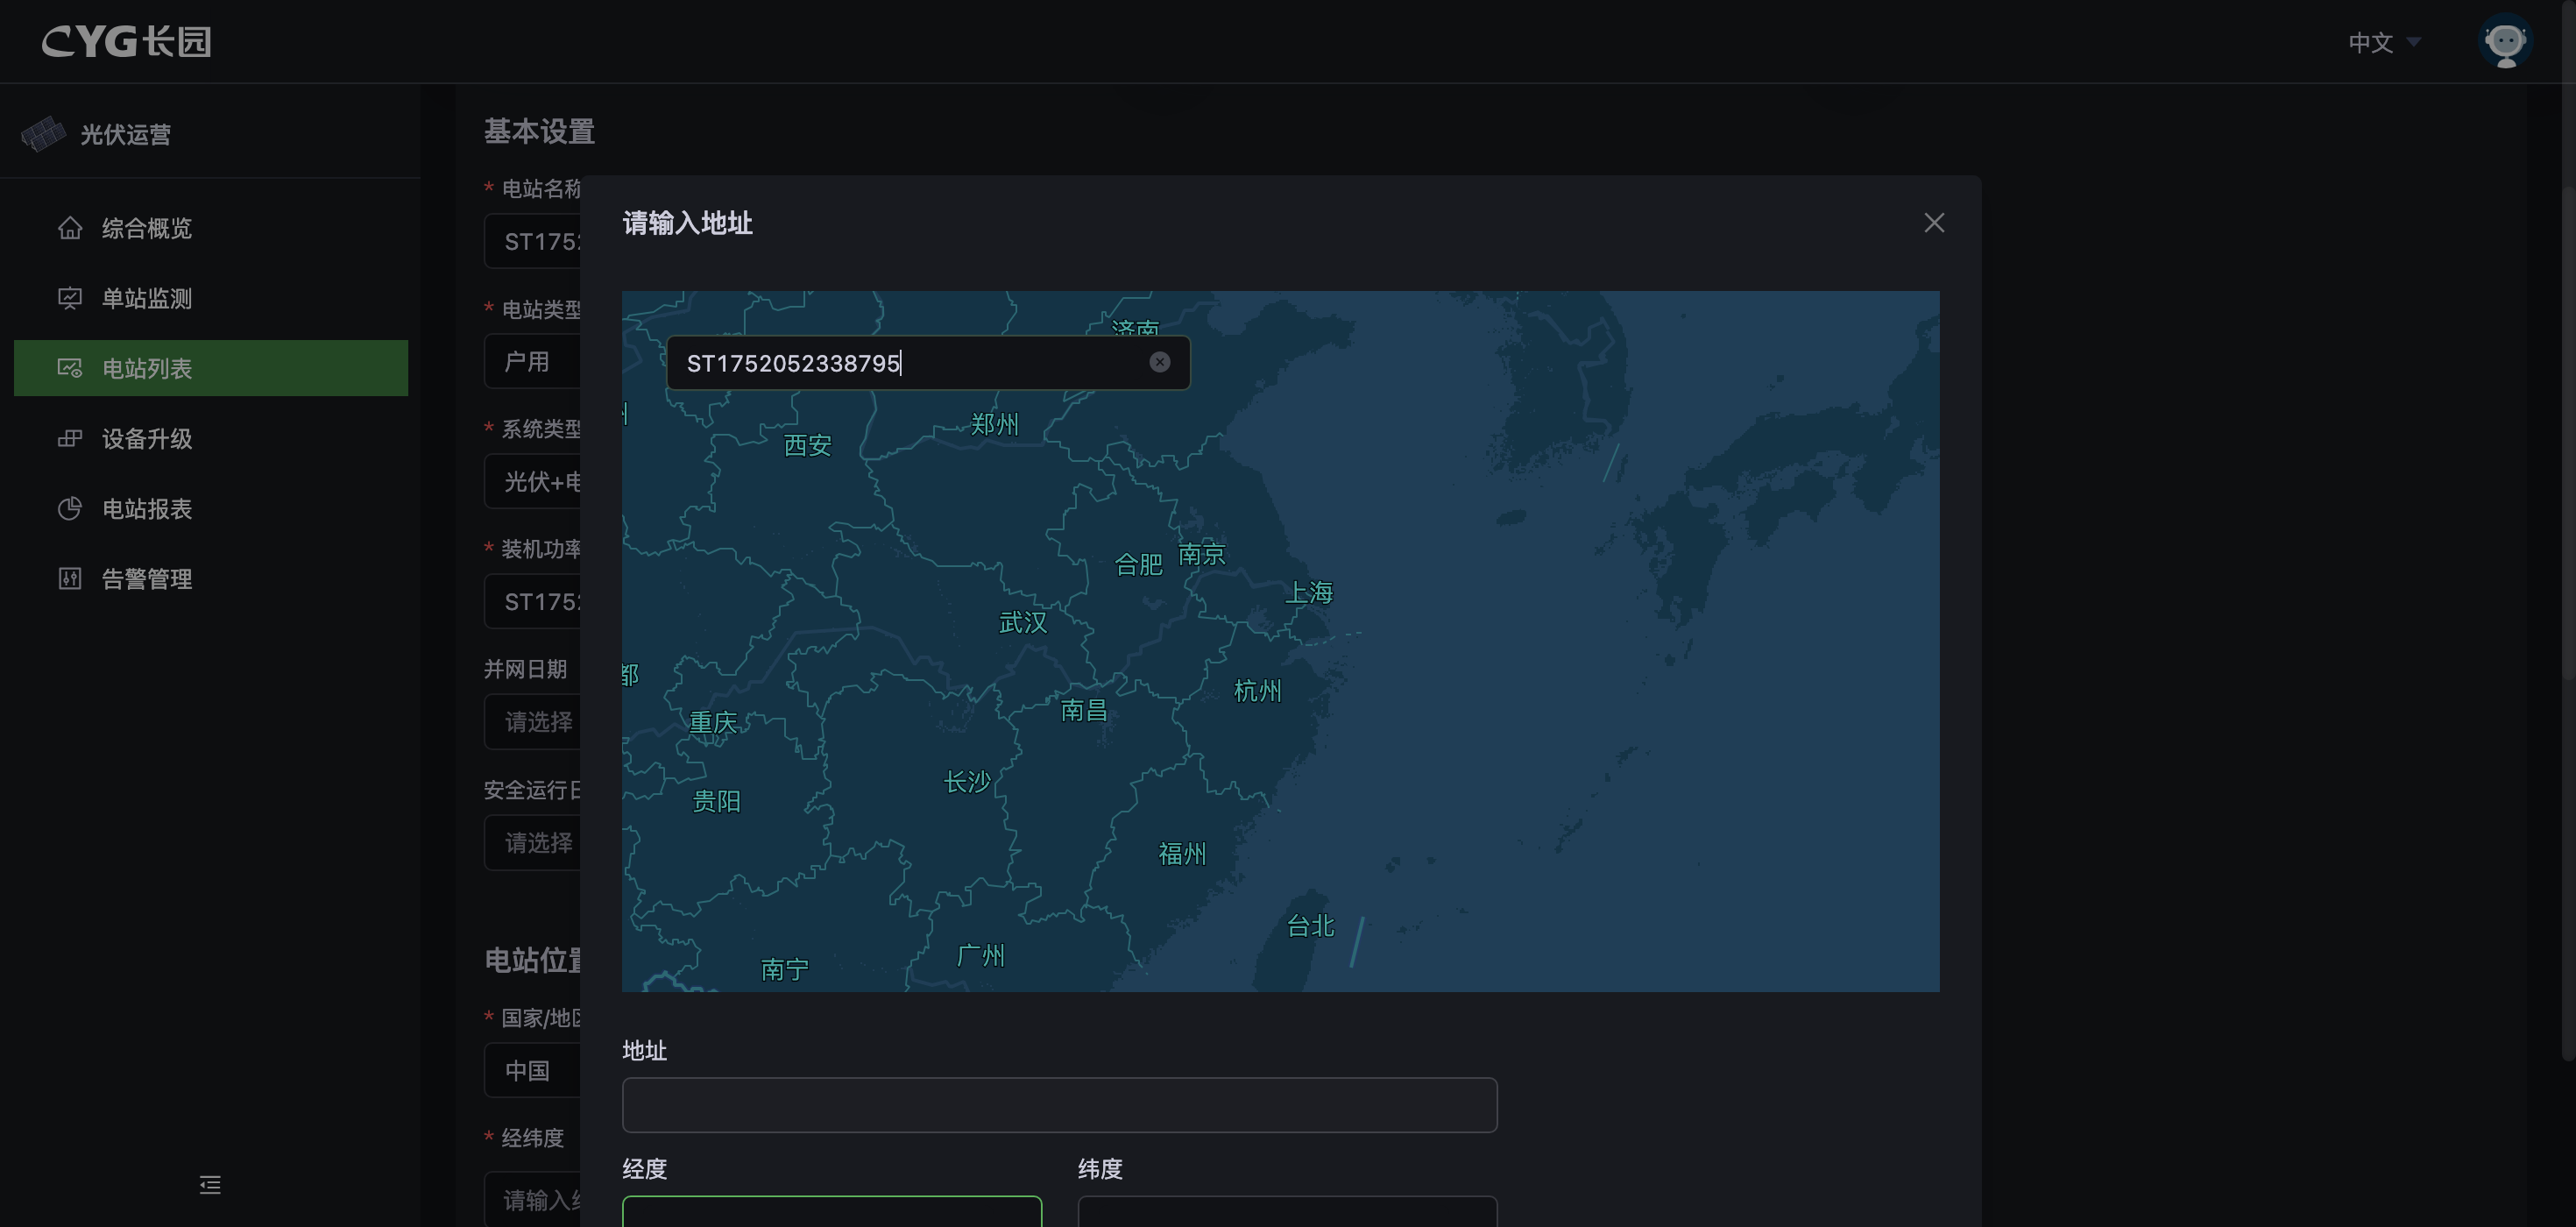 CYG长园
中文
光伏运营
综合概览
单站监测
电站列表
设备升级
电站报表
告警管理
基本设置
* 电站名称
ST1752
* 电站类型
户用
* 系统类型
光伏+电
* 装机功率
ST1752
并网日期
请选择
安全运行日
请选择
电站位置
* 国家/地区
中国
* 经纬度
请输入经
请输入地址
ST1752052338795
济南
郑州
西安
合肥
南京
上海
武汉
都
杭州
南昌
重庆
长沙
贵阳
福州
台北
广州
南宁
地址
经度
纬度